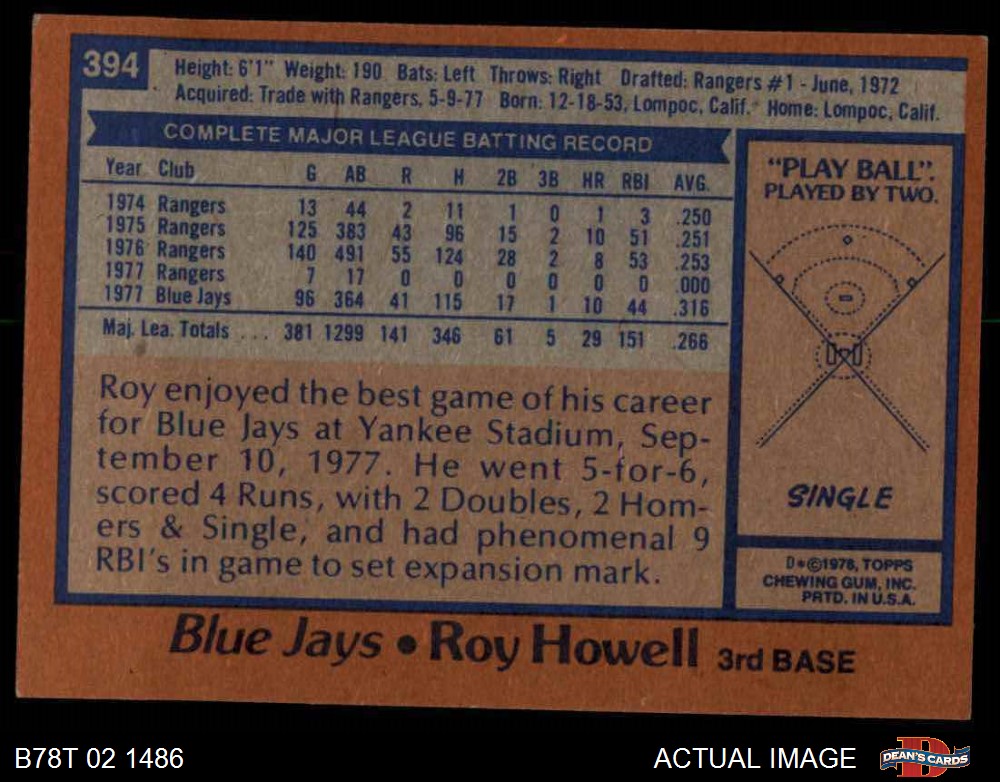 394
Height: 6'1" Weight: 190 Bats: Left Throws: Right Drafted: Rangers #1 - June, 1972
Acquired: Trade with Rangers, 5-9-77 Born: 12-18-53, Lompoc, Calif. Home: Lompoc, Calif.
COMPLETE MAJOR LEAGUE BATTING RECORD
Year Club G AB R H 2B 3B HR RBI AVG.
1974 Rangers 13 44 2 11 1 0 1 3 .250
1975 Rangers 125 383 43 96 15 2 10 51 .251
1976 Rangers 140 491 55 124 28 2 8 53 .253
1977 Rangers 7 17 0 0 0 0 0 0 .000
1977 Blue Jays 96 364 41 115 17 1 10 44 .316
Maj. Lea. Totals ... 381 1299 141 346 61 5 29 151 .266
Roy enjoyed the best game of his career
for Blue Jays at Yankee Stadium, Sep-
tember 10, 1977. He went 5-for-6,
scored 4 Runs, with 2 Doubles, 2 Hom-
ers & Single, and had phenomenal 9
RBI's in game to set expansion mark.
"PLAY BALL".
PLAYED BY TWO.
SINGLE
D*©1978, TOPPS
CHEWING GUM, INC.
PRTD. IN U.S.A.
Blue Jays • Roy Howell 3rd BASE
B78T 02 1486
ACTUAL IMAGE
DEAN'S CARDS